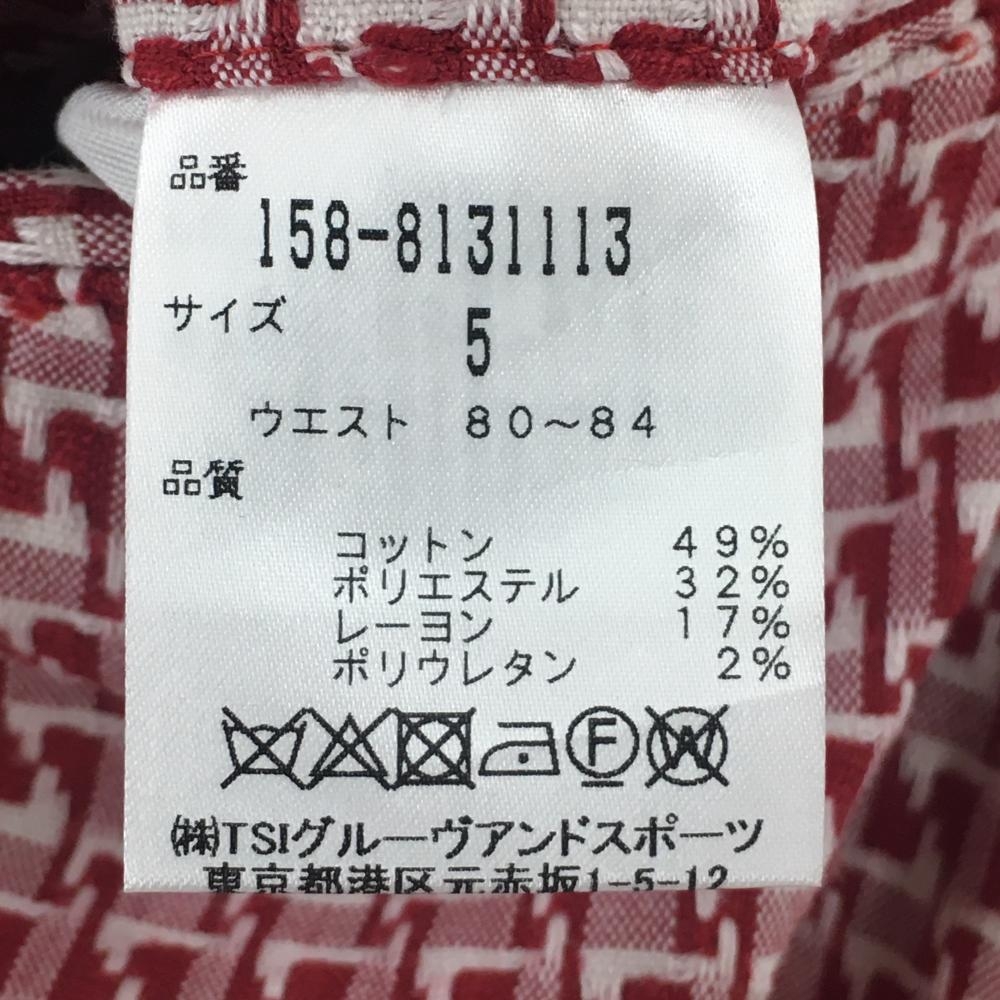 品番
158-8131113
サイズ
5
ウエスト 80～84
品質
コットン 49%
ポリエステル 32%
レーヨン 17%
ポリウレタン 2%
F W
㈱TSIグルーヴアンドスポーツ
東京都港区元赤坂1-5-12